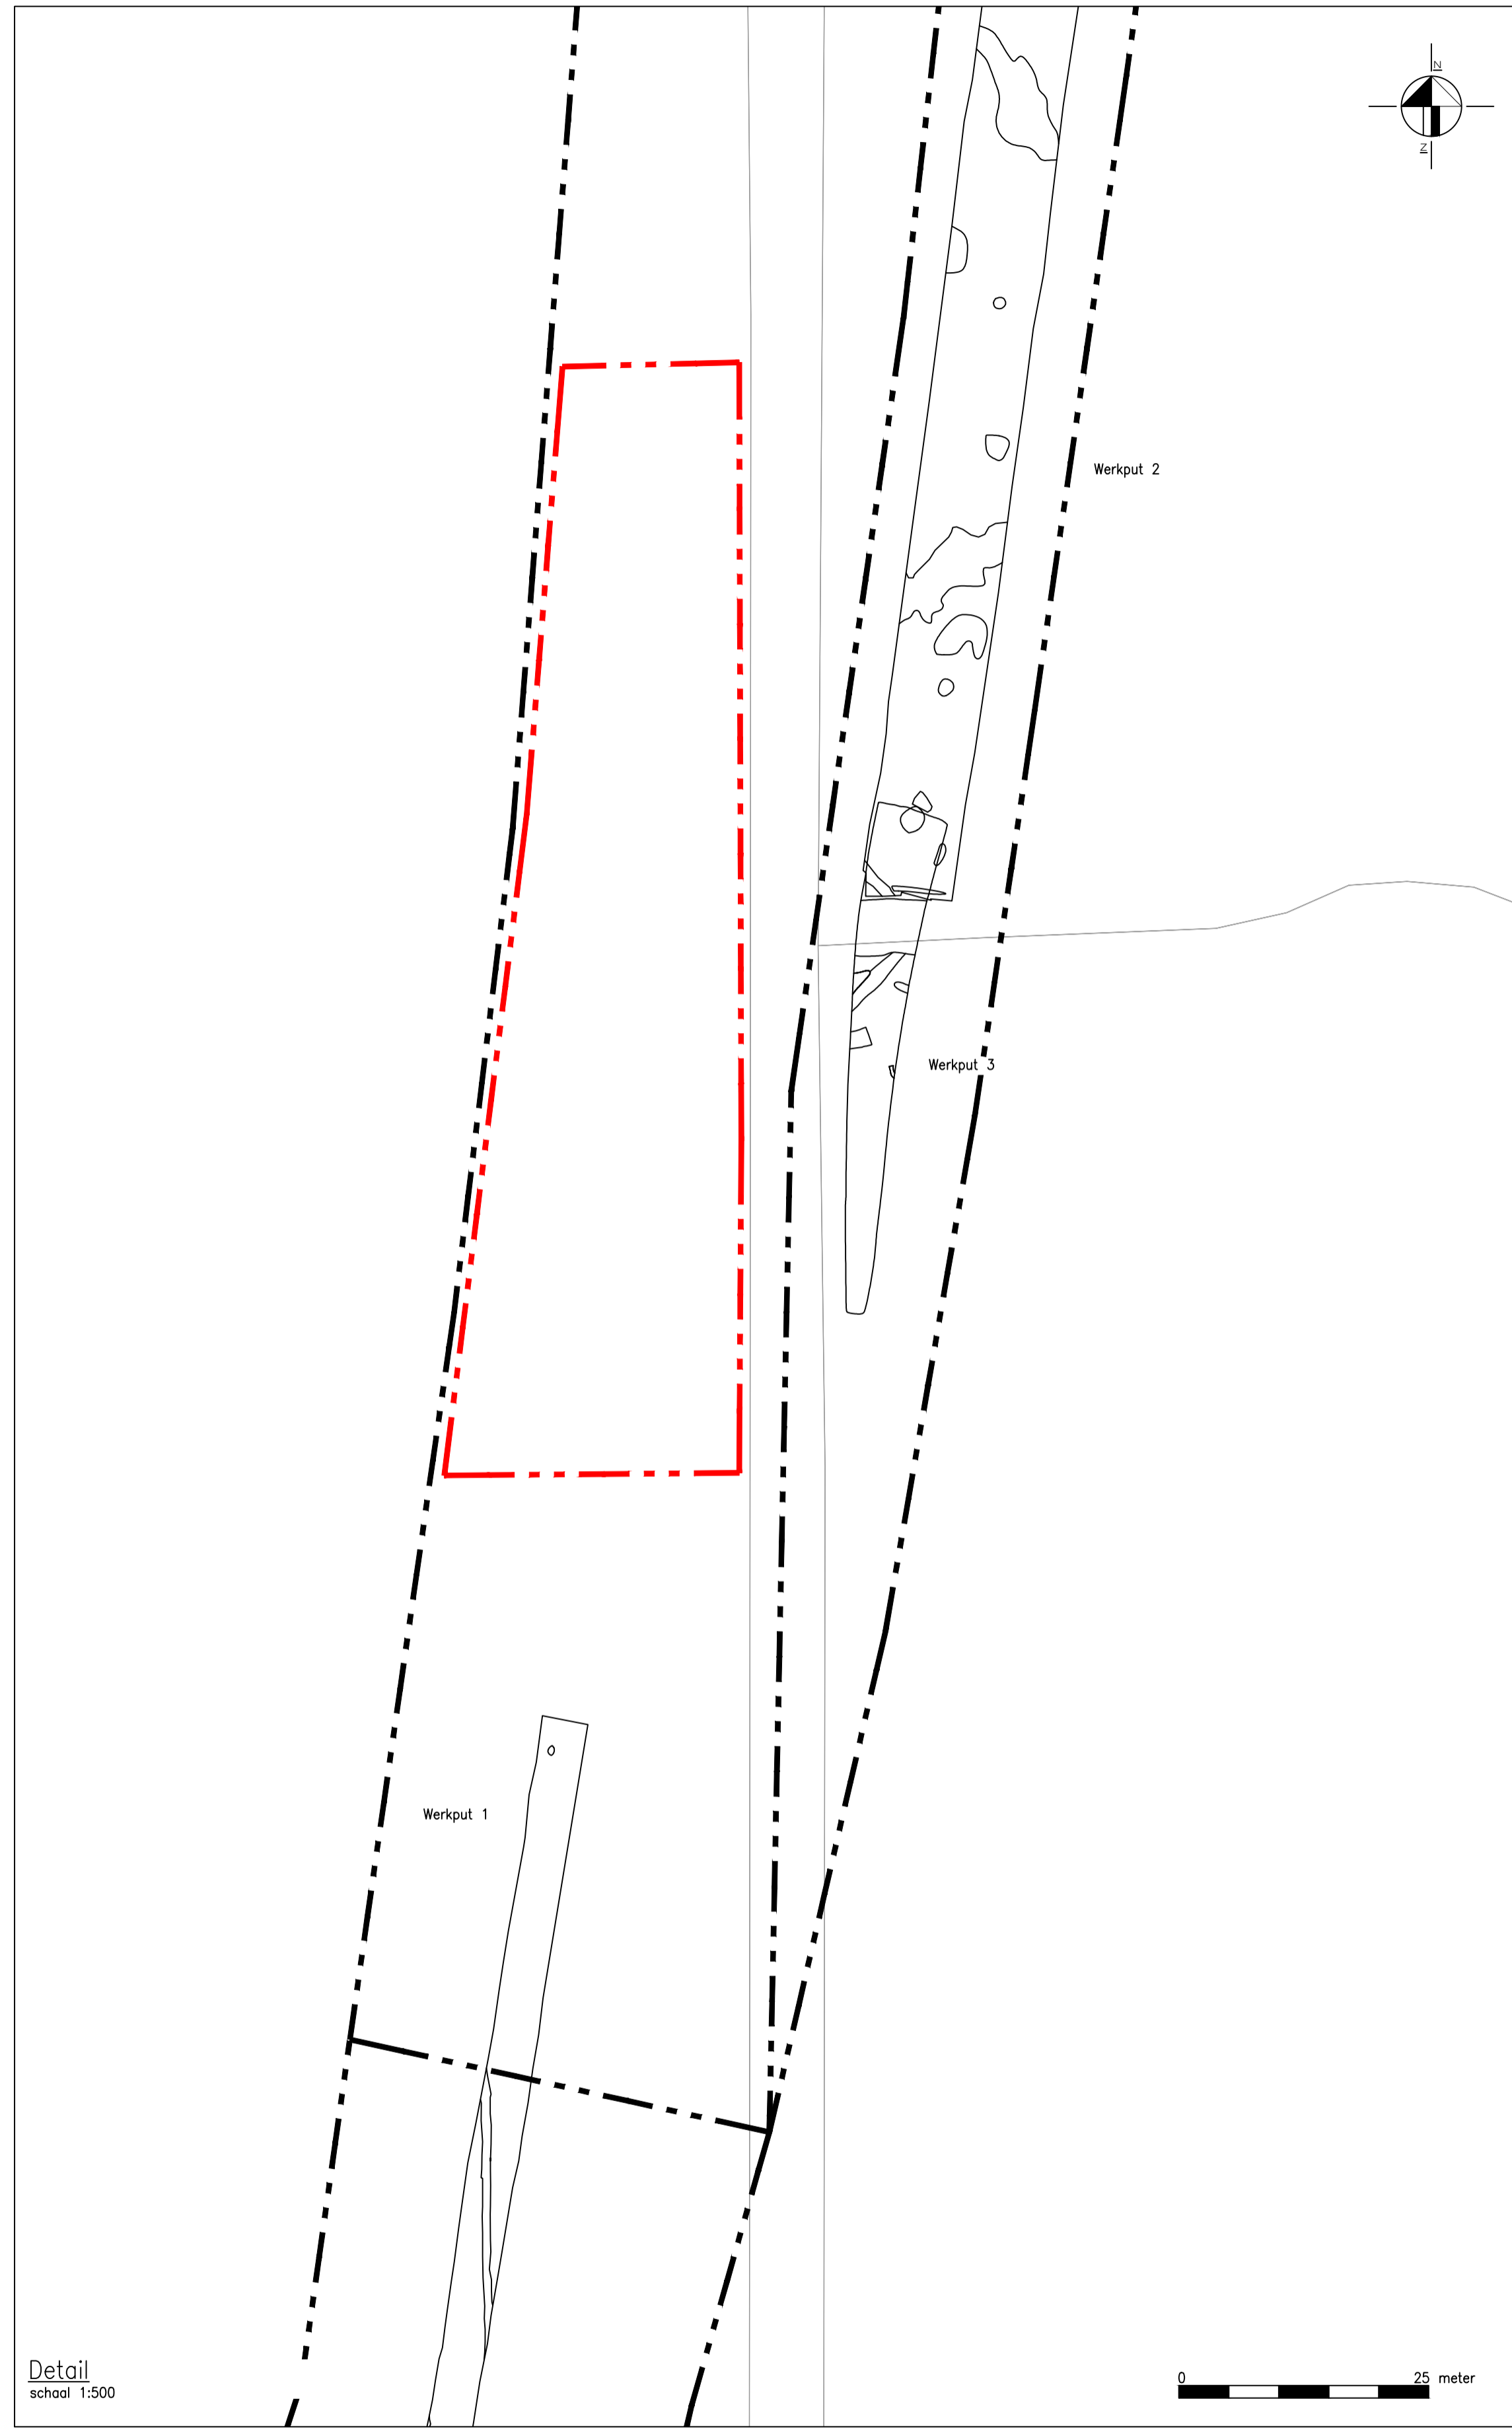 N
Z
Werkput 2
Werkput 3
Werkput 1
Detail
schaal 1:500
0 25 meter